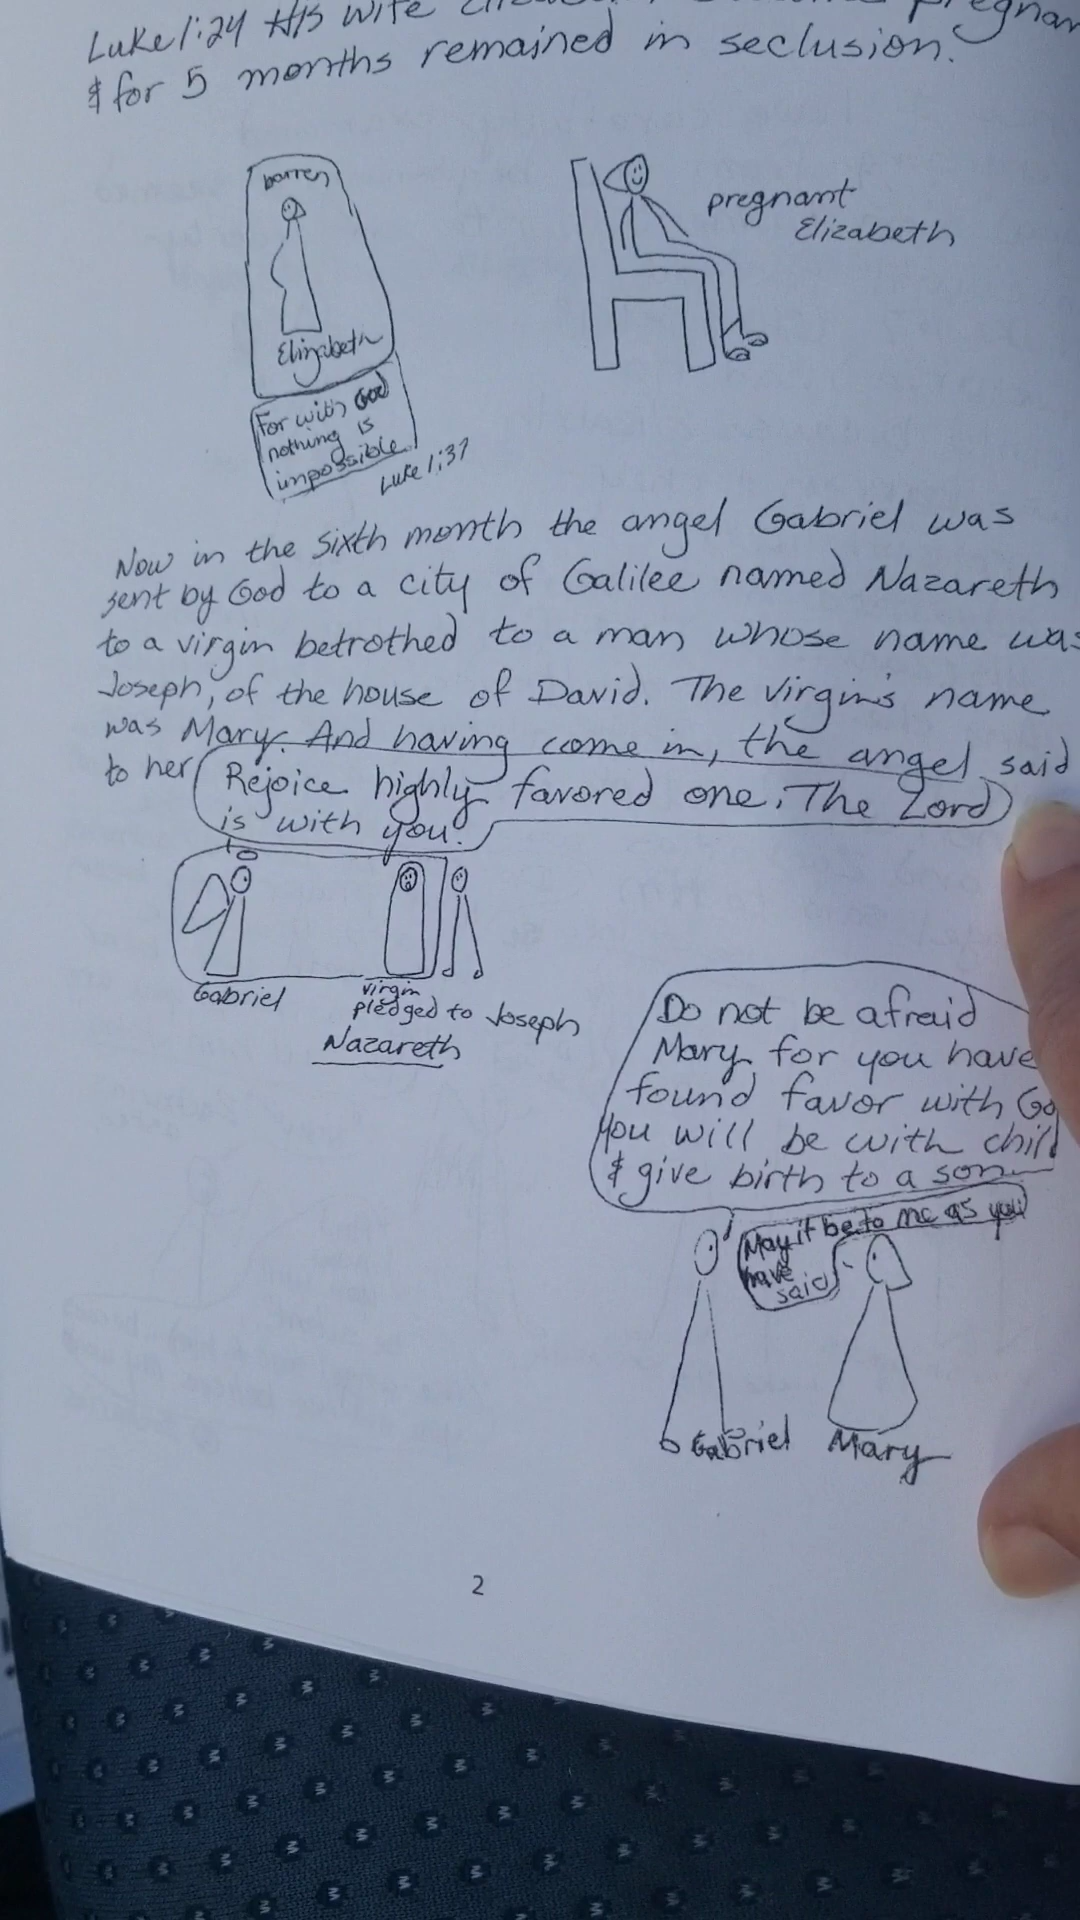 Luke 1:24 His wife
& for 5 months remained in seclusion.
barren
Elizabeth
For with God
nothing is
impossible.
Luke 1:37
pregnant
Elizabeth
Now in the sixth month the angel Gabriel was
sent by God to a city of Galilee named Nazareth
to a virgin betrothed to a man whose name was
Joseph, of the house of David. The virgin's name
was Mary. And having come in, the angel said
to her Rejoice highly favored one. The Lord
is with you.
Gabriel
virgin
pledged to Joseph
Nazareth
Do not be afraid
Mary for you have
found favor with
You will be with
& give birth to a son
May it be to me as you
have
said
Gabriel
Mary
2